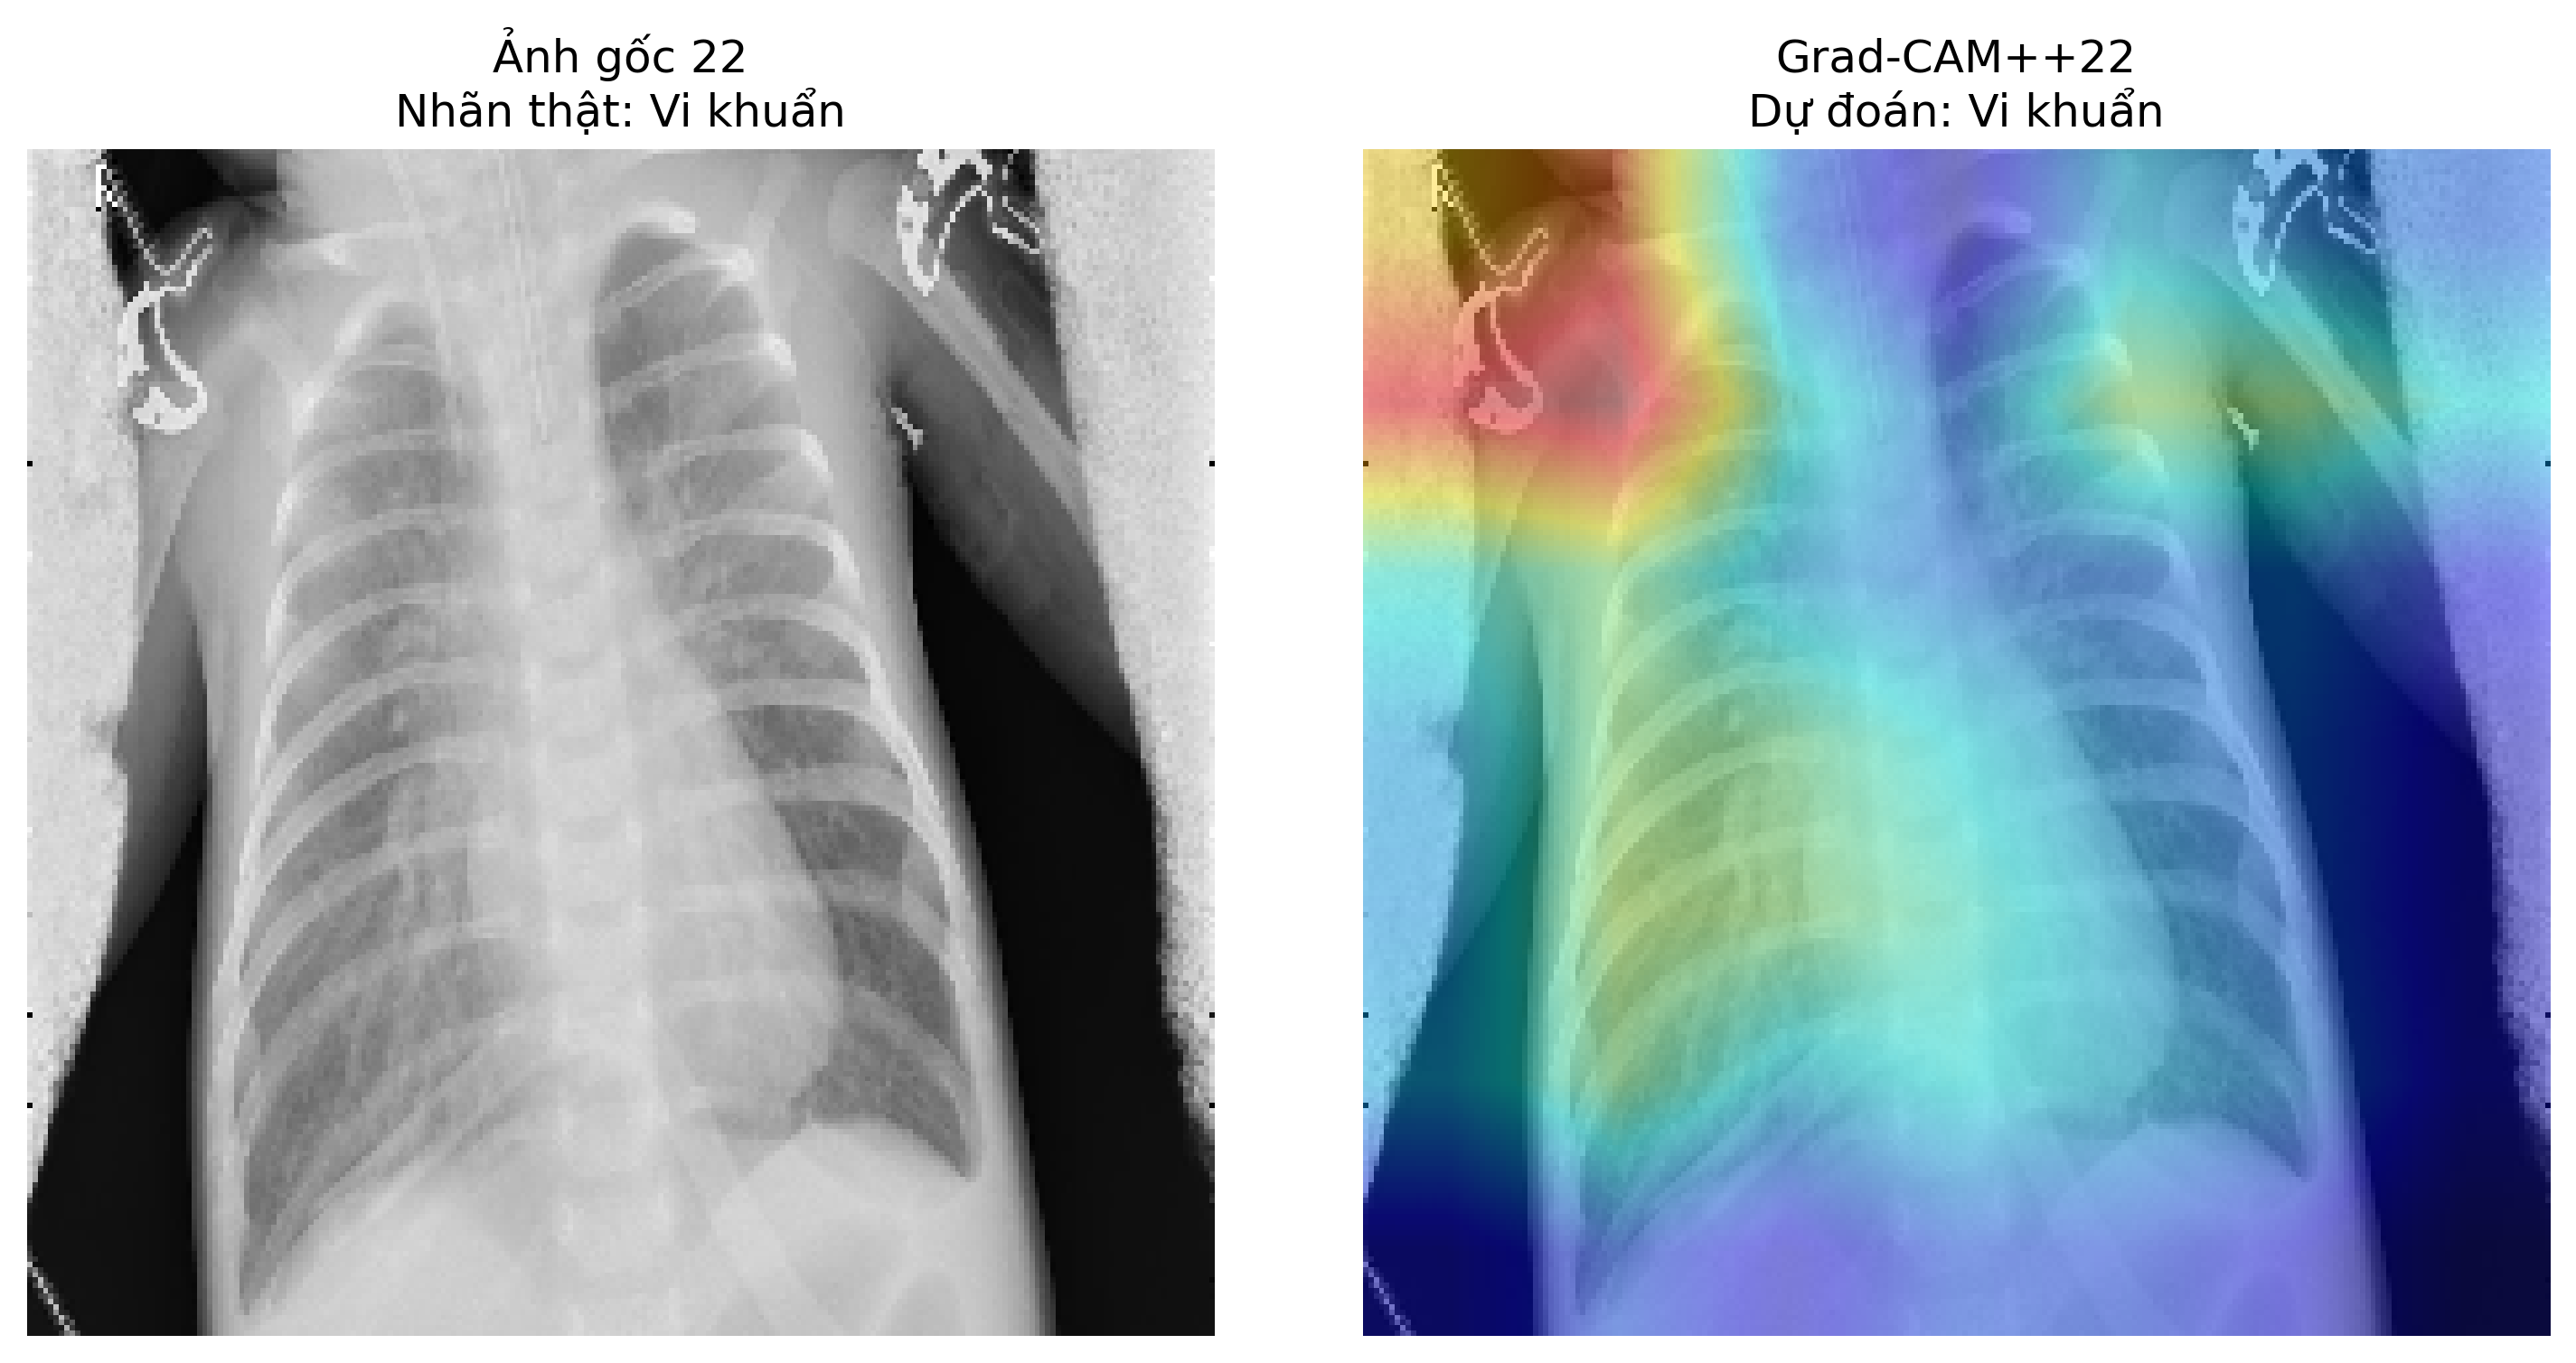 Ảnh gốc 22
Nhãn thật: Vi khuẩn
Grad-CAM++22
Dự đoán: Vi khuẩn